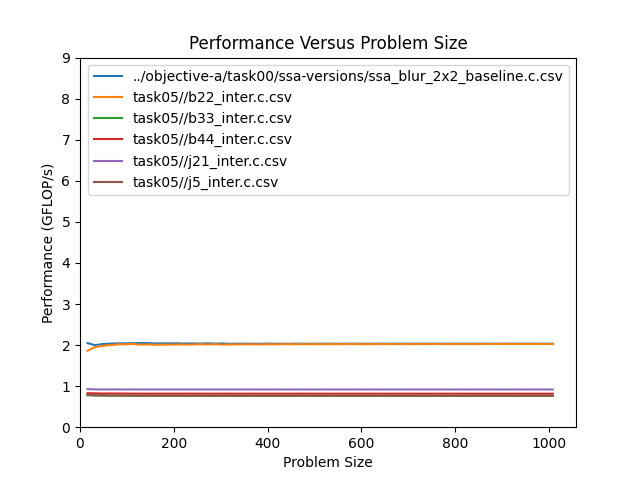 Performance Versus Problem Size
9
8
7
6
5
4
3
2
1
0
Performance (GFLOP/s)
../objective-a/task00/ssa-versions/ssa_blur_2x2_baseline.c.csv
task05//b22_inter.c.csv
task05//b33_inter.c.csv
task05//b44_inter.c.csv
task05//j21_inter.c.csv
task05//j5_inter.c.csv
0 200 400 600 800 1000
Problem Size